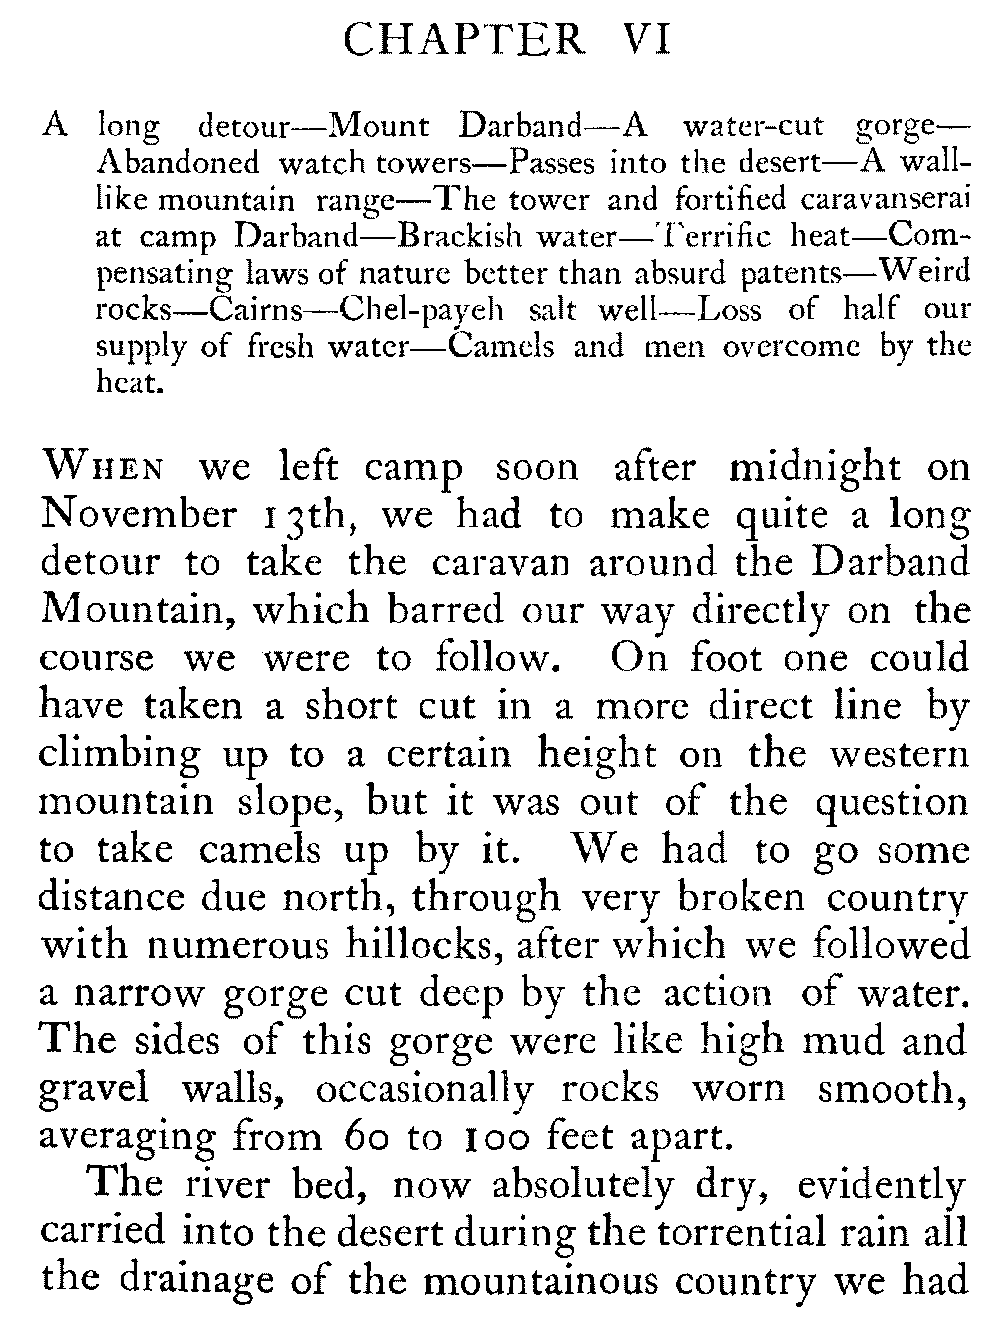 CHAPTER VI
A long detour—Mount Darband—A water-cut gorge—
Abandoned watch towers—Passes into the desert—A wall-
like mountain range—The tower and fortified caravanserai
at camp Darband—Brackish water—Terrific heat—Com-
pensating laws of nature better than absurd patents—Weird
rocks—Cairns—Chel-payeh salt well—Loss of half our
supply of fresh water—Camels and men overcome by the
heat.
WHEN we left camp soon after midnight on
November 13th, we had to make quite a long
detour to take the caravan around the Darband
Mountain, which barred our way directly on the
course we were to follow. On foot one could
have taken a short cut in a more direct line by
climbing up to a certain height on the western
mountain slope, but it was out of the question
to take camels up by it. We had to go some
distance due north, through very broken country
with numerous hillocks, after which we followed
a narrow gorge cut deep by the action of water.
The sides of this gorge were like high mud and
gravel walls, occasionally rocks worn smooth,
averaging from 60 to 100 feet apart.
The river bed, now absolutely dry, evidently
carried into the desert during the torrential rain all
the drainage of the mountainous country we had